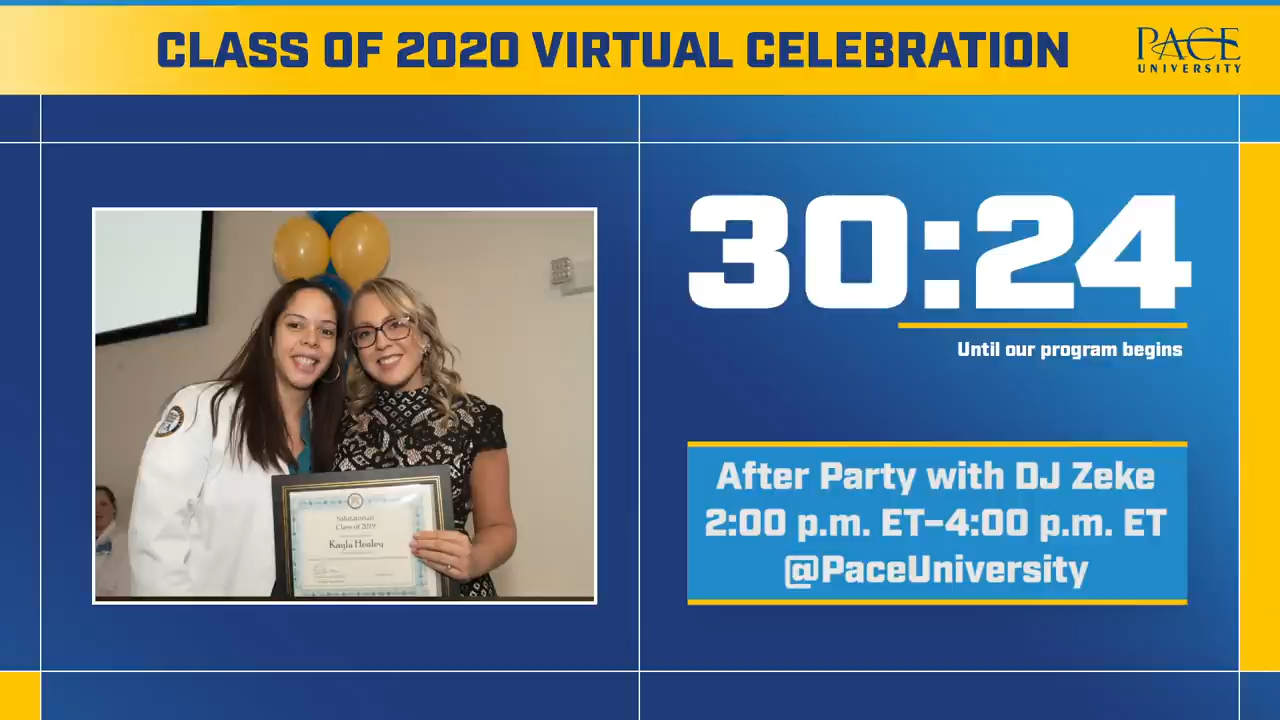 CLASS OF 2020 VIRTUAL CELEBRATION
PACE
UNIVERSITY
30:24
Until our program begins
After Party with DJ Zeke
2:00 p.m. ET–4:00 p.m. ET
@PaceUniversity
Salutatorian
Class of 2019
Kayla Healey